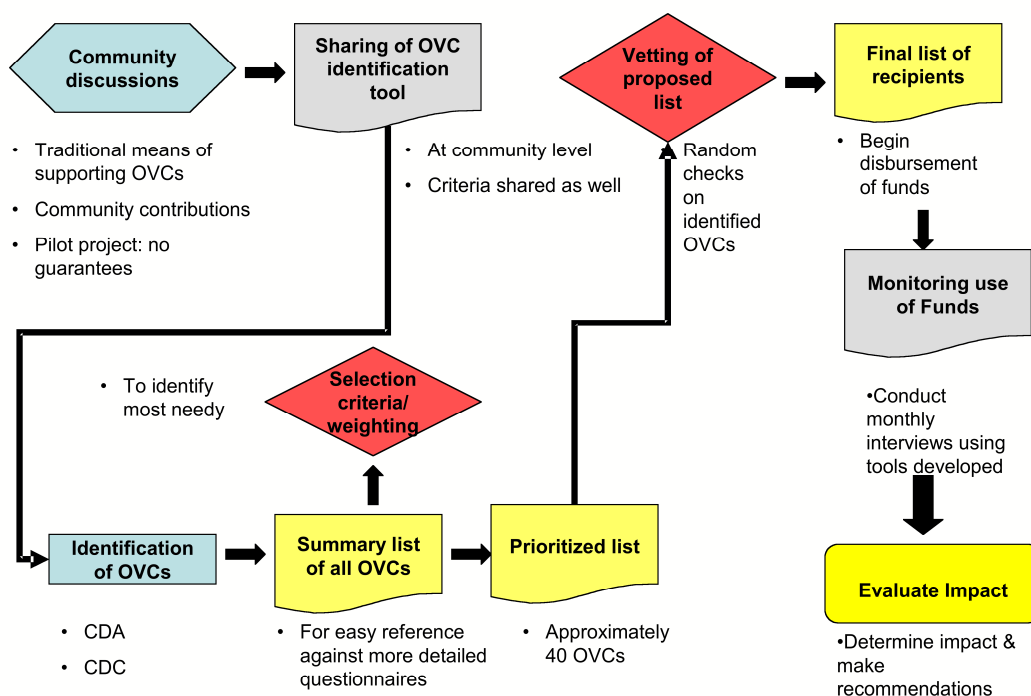 Community
discussions
• Traditional means of
supporting OVCs
• Community contributions
• Pilot project: no
guarantees
Sharing of OVC
identification
tool
• At community level
• Criteria shared as well
Identification
of OVCs
• CDA
• CDC
Summary list
of all OVCs
• For easy reference
against more detailed
questionnaires
• To identify
most needy
Selection
criteria/
weighting
Prioritized list
• Approximately
40 OVCs
Vetting of
proposed
list
• Random
checks
on
identified
OVCs
Final list of
recipients
• Begin
disbursement
of funds
Monitoring use
of Funds
•Conduct
monthly
interviews using
tools developed
Evaluate Impact
•Determine impact &
make
recommendations